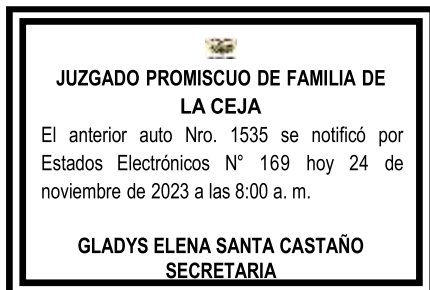 JUZGADO PROMISCUO DE FAMILIA DE
LA CEJA
El anterior auto Nro. 1535 se notificó por
Estados Electrónicos N° 169 hoy 24 de
noviembre de 2023 a las 8:00 a. m.
GLADYS ELENA SANTA CASTAÑO
SECRETARIA